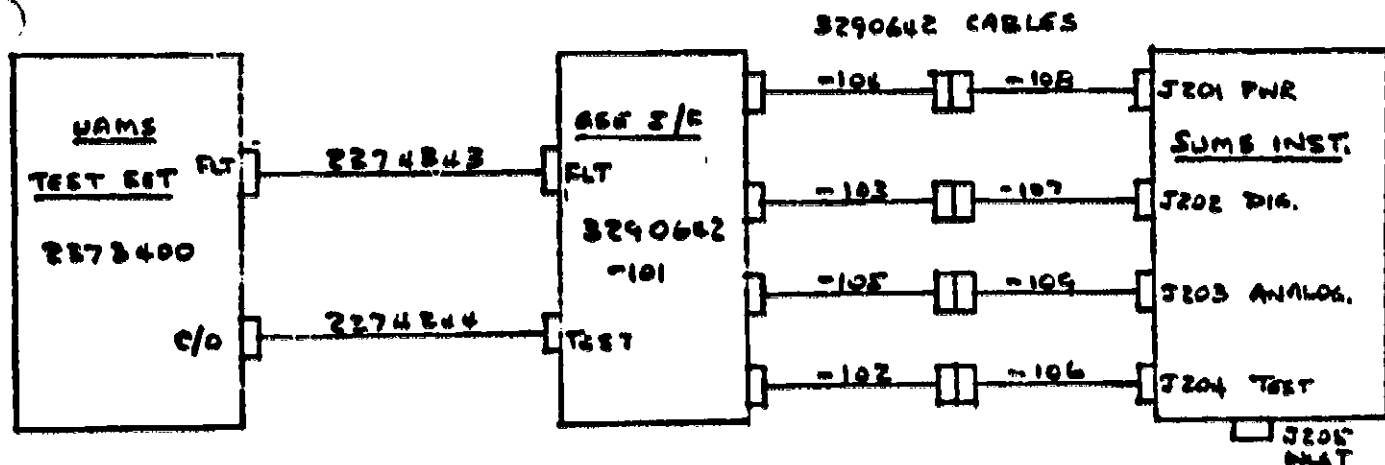 3290642 CABLES
UAMS
TEST SET
2273400
FLT
C/O
2274843
2274844
S/E
FLT
3290642
-101
TEST
-108
-103
-107
-105
-109
-102
-106
J201 PWR
SUMS INST.
J202 DIG.
J203 ANALOG.
J204 TEST
J205
INLET